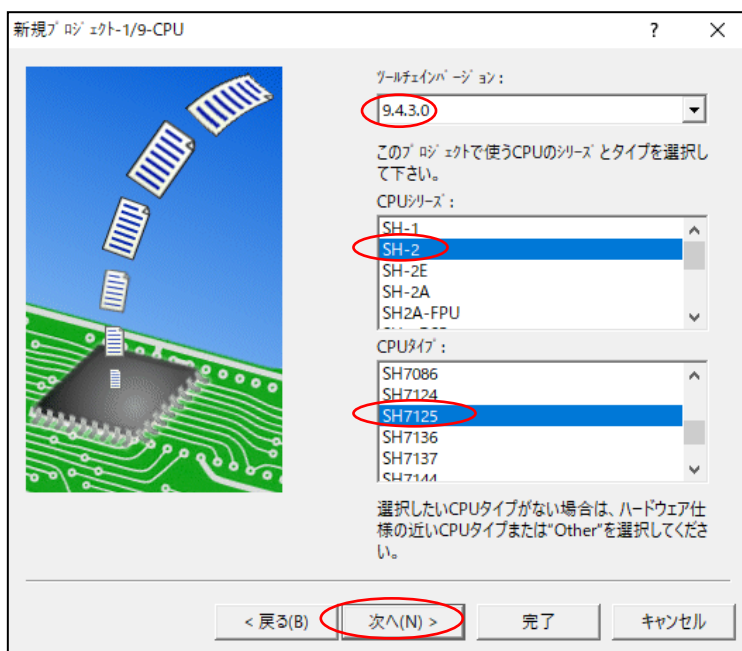 新規プロジェクト-1/9-CPU
ツールチェインバージョン :
9.4.3.0
このプロジェクトで使うCPUのシリーズとタイプを選択し
て下さい。
CPUシリーズ :
SH-1
SH-2
SH-2E
SH-2A
SH2A-FPU
CPUタイプ :
SH7086
SH7124
SH7125
SH7136
SH7137
SH7144
選択したいCPUタイプがない場合は、ハードウェア仕
様の近いCPUタイプまたは"Other"を選択してくださ
い。
< 戻る(B)
次へ(N) >
完了
キャンセル